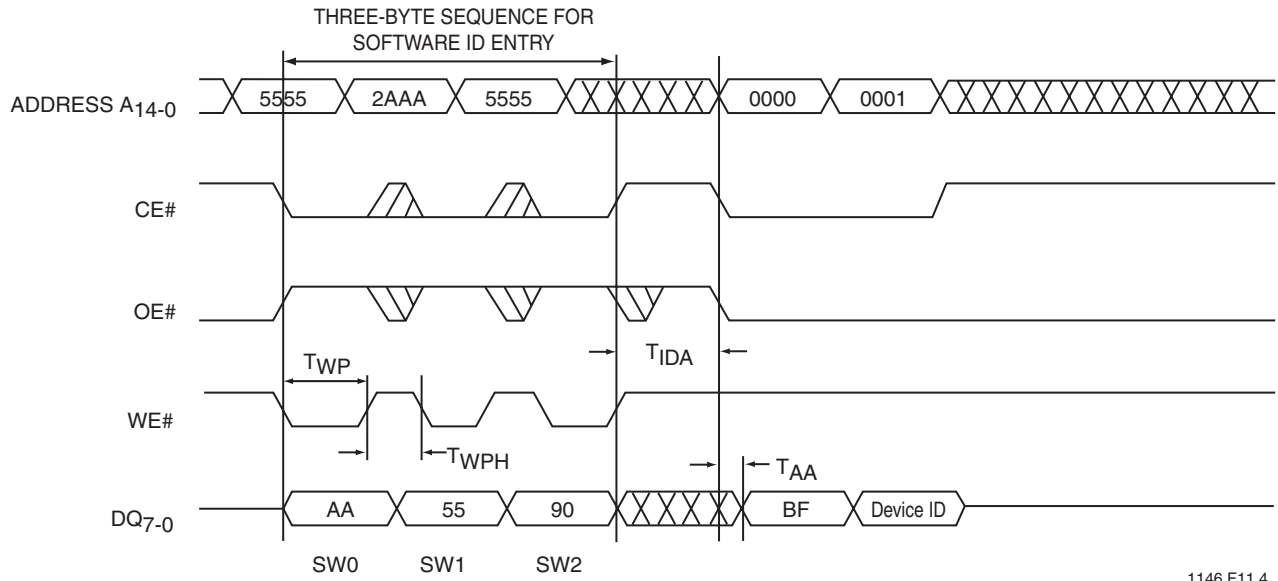 THREE-BYTE SEQUENCE FOR
SOFTWARE ID ENTRY
ADDRESS A14-0
5555
2AAA
5555
0000
0001
CE#
OE#
TIDA
TWP
WE#
TWPH
TAA
DQ7-0
AA
55
90
BF
Device ID
SW0
SW1
SW2
1146 F11.4